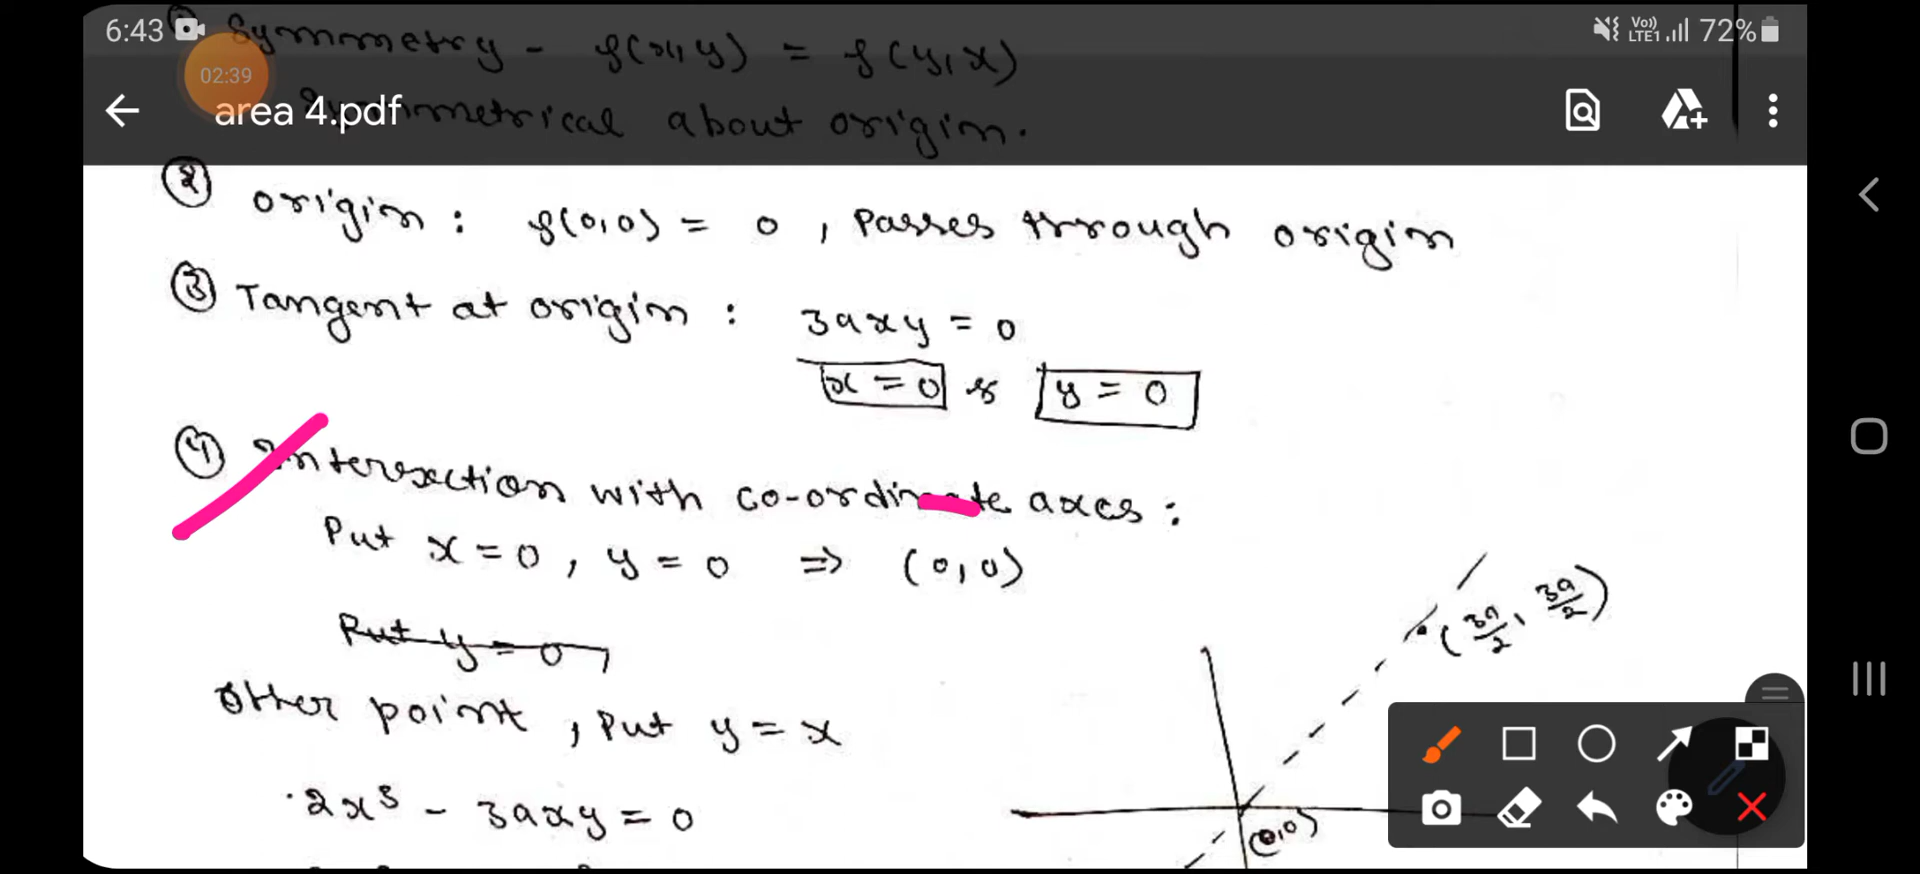 6:43
Vo))
LTE1
72%
Symmetry - f(x,y) = f(y,x)
02:39
area 4.pdf
Symmetrical about origin.
② origin : f(0,0) = 0 , Passes through origin
③ Tangent at origin : 3axy = 0
x = 0 & y = 0
④ Intersection with co-ordinate axes :
Put x = 0 , y = 0 ⇒ (0,0)
Put y = 0,
Other point , Put y = x
2x³ - 3axy = 0
(3a/2, 3a/2)
(0,0)